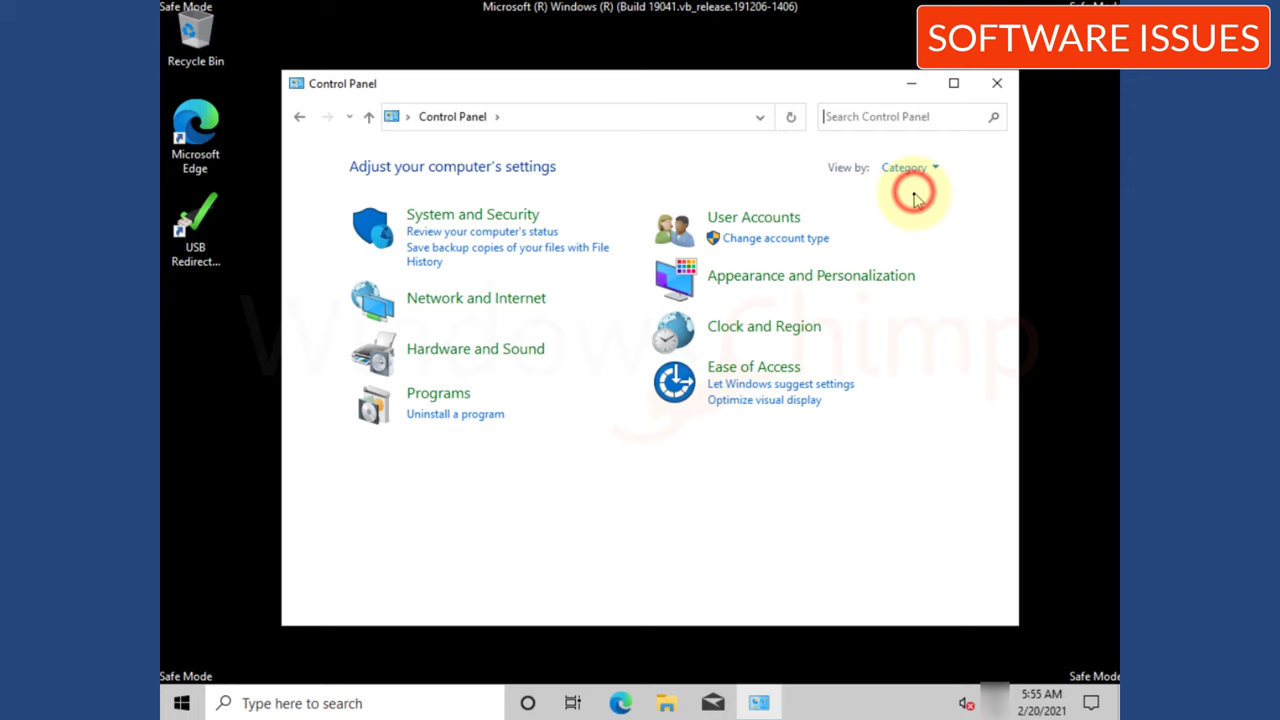 Safe Mode
Microsoft (R) Windows (R) (Build 19041.vb_release.191206-1406)
SOFTWARE ISSUES
Recycle Bin
Control Panel
Control Panel
Search Control Panel
Microsoft
Edge
Adjust your computer's settings
View by:
Category
System and Security
Review your computer's status
Save backup copies of your files with File
History
User Accounts
Change account type
USB
Redirect...
Network and Internet
Appearance and Personalization
Windows Chimp
Hardware and Sound
Clock and Region
Programs
Uninstall a program
Ease of Access
Let Windows suggest settings
Optimize visual display
Safe Mode
Safe Mode
Type here to search
5:55 AM
2/20/2021